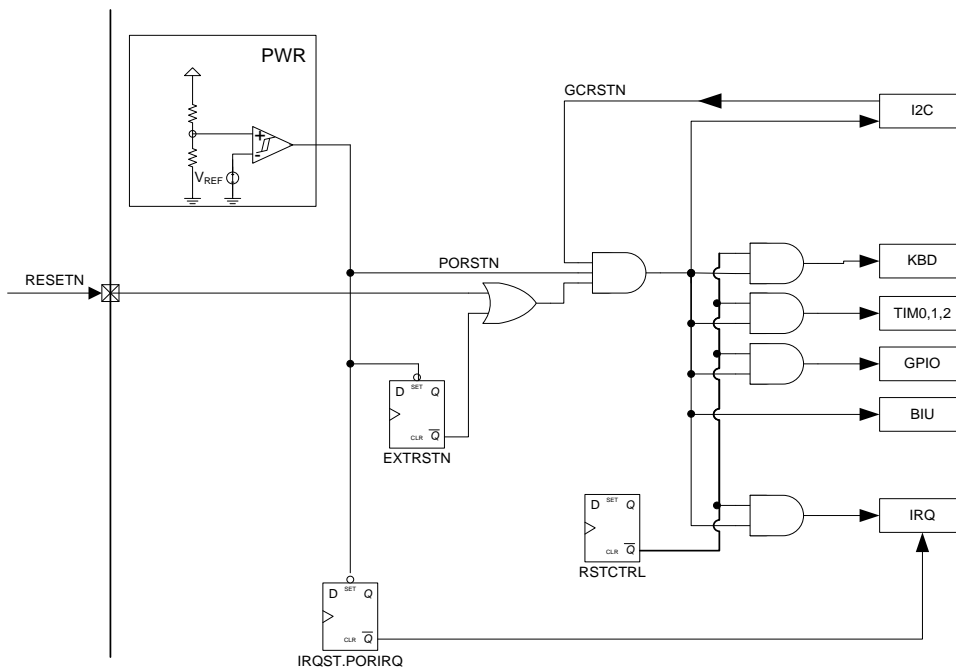 PWR
+
-
VREF
GCRSTN
I2C
RESETN
PORSTN
KBD
TIM0,1,2
GPIO
BIU
D SET Q
CLR Q
EXTRSTN
D SET Q
CLR Q
RSTCTRL
IRQ
D SET Q
CLR Q
IRQST.PORIRQ